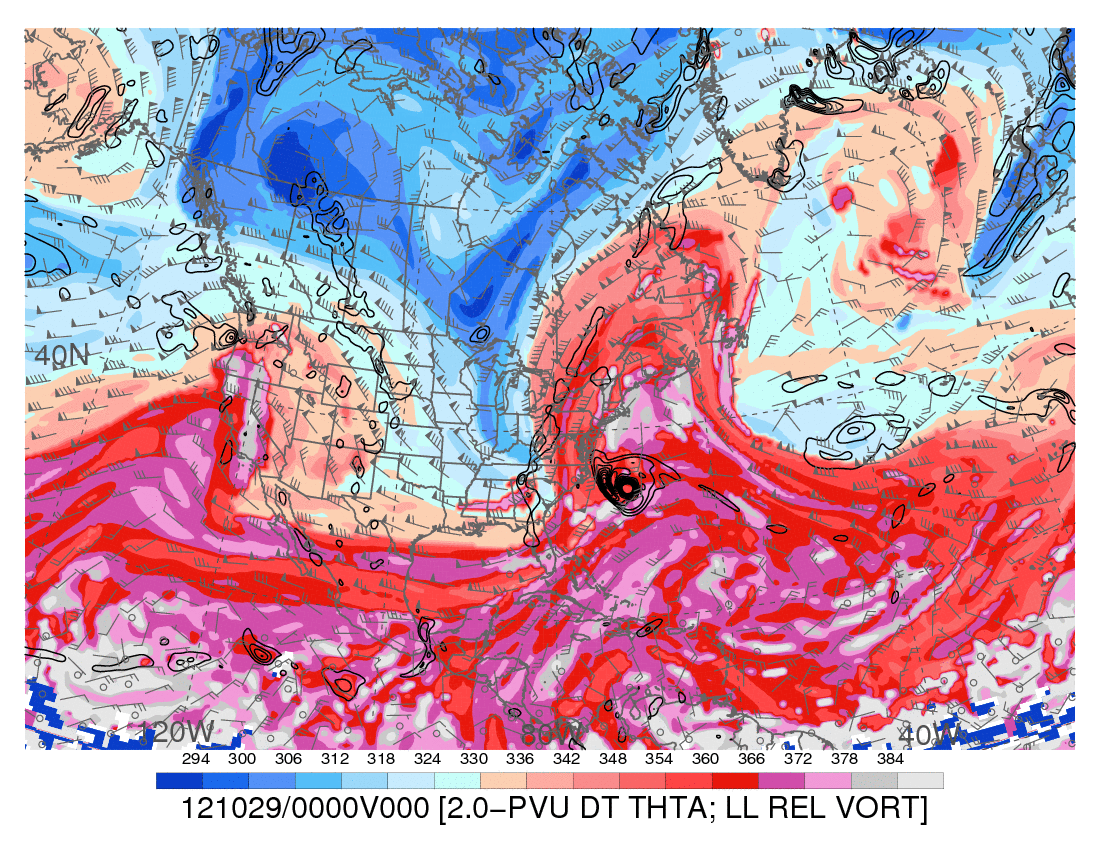 40N
120W
80W
40W
294 300 306 312 318 324 330 336 342 348 354 360 366 372 378 384
121029/0000V000 [2.0−PVU DT THTA; LL REL VORT]